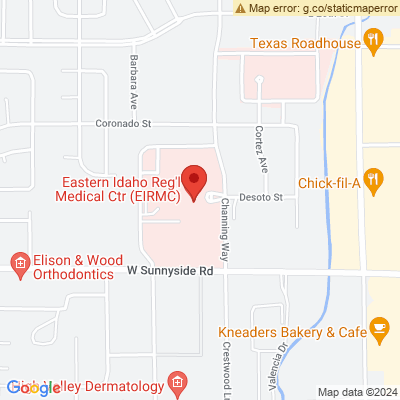 Map error: g.co/staticmaperror
Texas Roadhouse
Barbara Ave
Coronado St
Cortez Ave
Eastern Idaho Reg'l
Medical Ctr (EIRMC)
Chick-fil-A
Desoto St
Channing Way
Elison & Wood
Orthodontics
W Sunnyside Rd
Kneaders Bakery & Cafe
Valencia Dr
Crestwood Ln
Valley Dermatology
Google
Map data ©2024